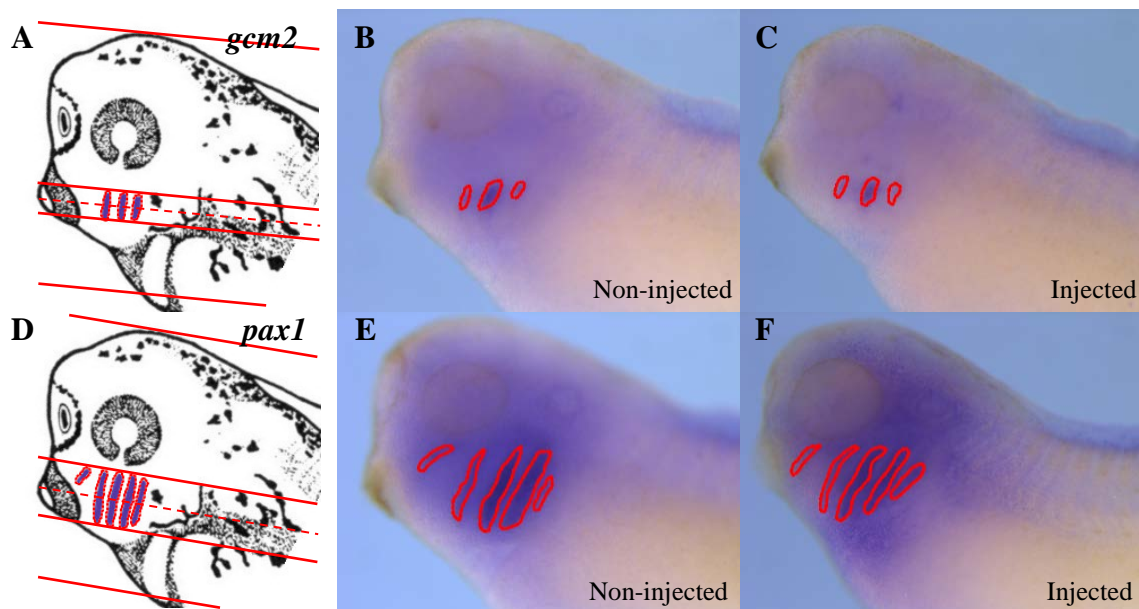 A
gcm2
B
Non-injected
C
Injected
D
pax1
E
Non-injected
F
Injected